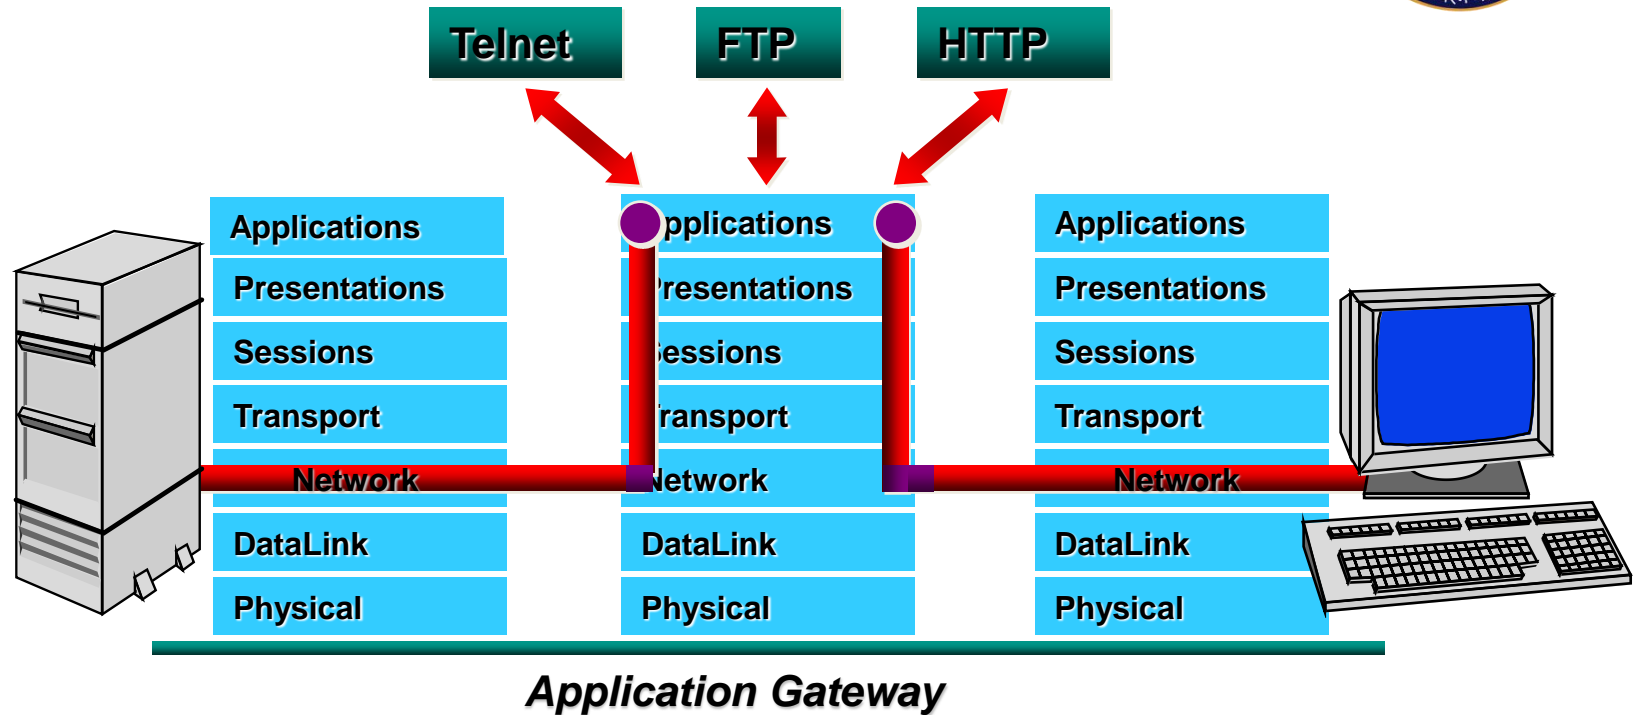 Telnet FTP HTTP
Applications
Presentations
Sessions
Transport
Network
DataLink
Physical
Applications
Presentations
Sessions
Transport
Network
DataLink
Physical
Applications
Presentations
Sessions
Transport
Network
DataLink
Physical
Application Gateway